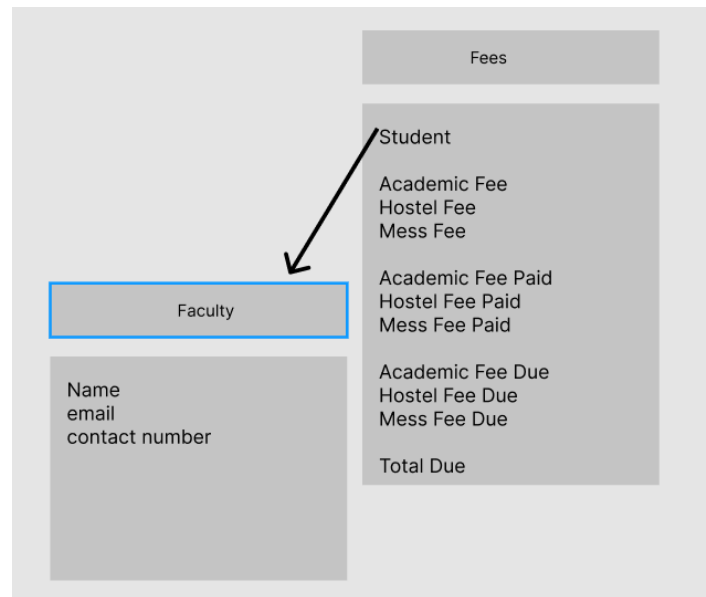 Fees
Student
Academic Fee
Hostel Fee
Mess Fee
Academic Fee Paid
Hostel Fee Paid
Mess Fee Paid
Academic Fee Due
Hostel Fee Due
Mess Fee Due
Total Due
Faculty
Name
email
contact number